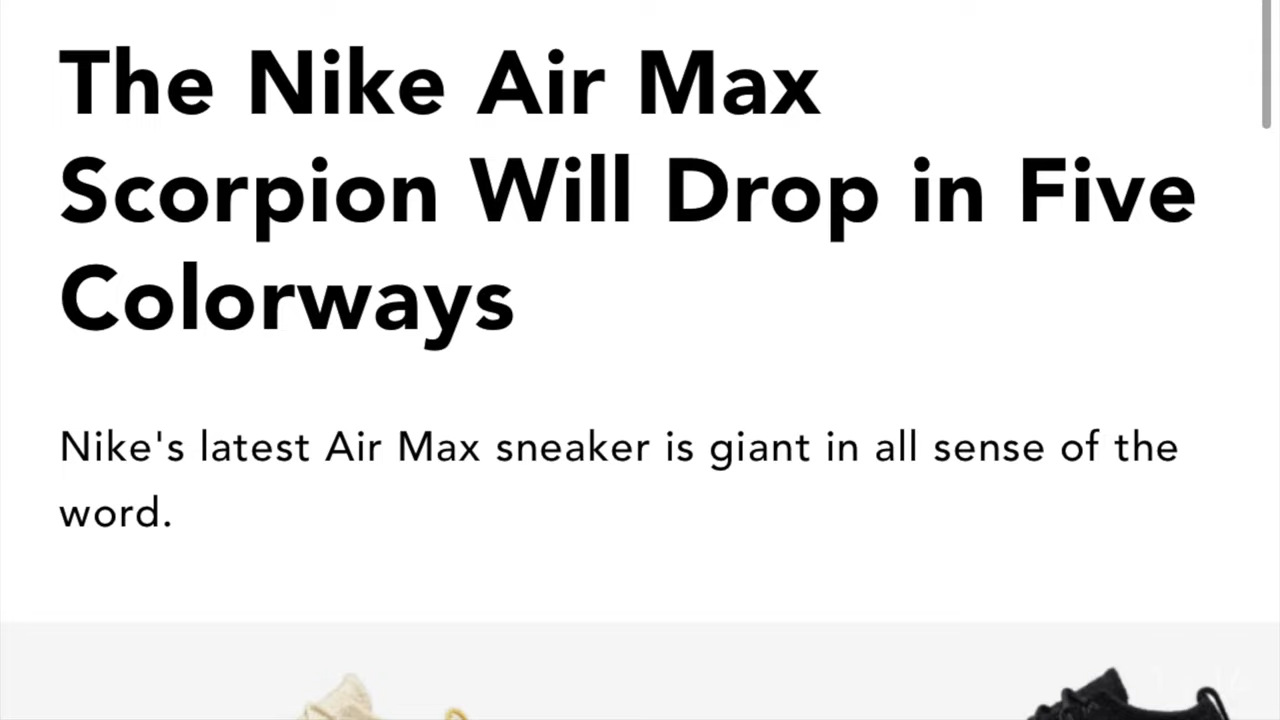 The Nike Air Max
Scorpion Will Drop in Five
Colorways
Nike's latest Air Max sneaker is giant in all sense of the
word.